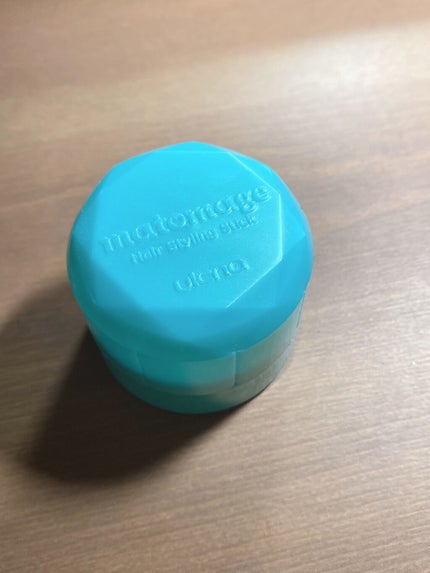 matomage
Hair Styling Stick
utena